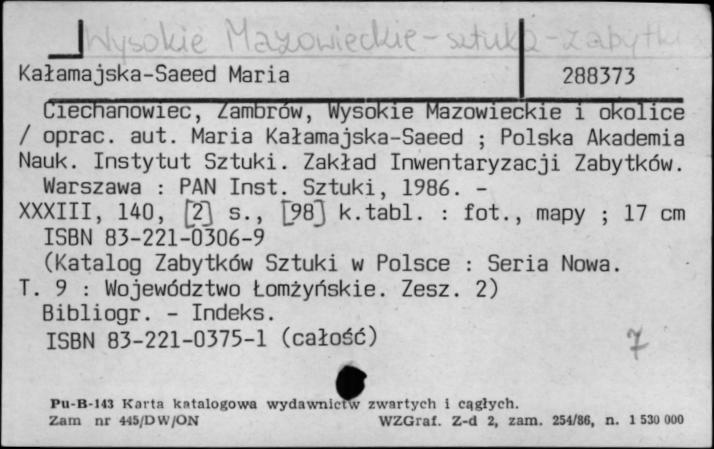 Wysokie Mazowieckie-sztuka-zabytki
Kałamajska-Saeed Maria 288373
Ciechanowiec, Zambrów, Wysokie Mazowieckie i okolice
/ oprac. aut. Maria Kałamajska-Saeed ; Polska Akademia
Nauk. Instytut Sztuki. Zakład Inwentaryzacji Zabytków.
Warszawa : PAN Inst. Sztuki, 1986. -
XXXIII, 140, [2] s., [98] k.tabl. : fot., mapy ; 17 cm
ISBN 83-221-0306-9
(Katalog Zabytków Sztuki w Polsce : Seria Nowa.
T. 9 : Województwo Łomżyńskie. Zesz. 2)
Bibliogr. - Indeks.
ISBN 83-221-0375-1 (całość)
7
Pu-B-143 Karta katalogowa wydawnictw zwartych i ciągłych.
Zam nr 445/DW/ON WZGraf. Z-d 2, zam. 254/86, n. 1 530 000